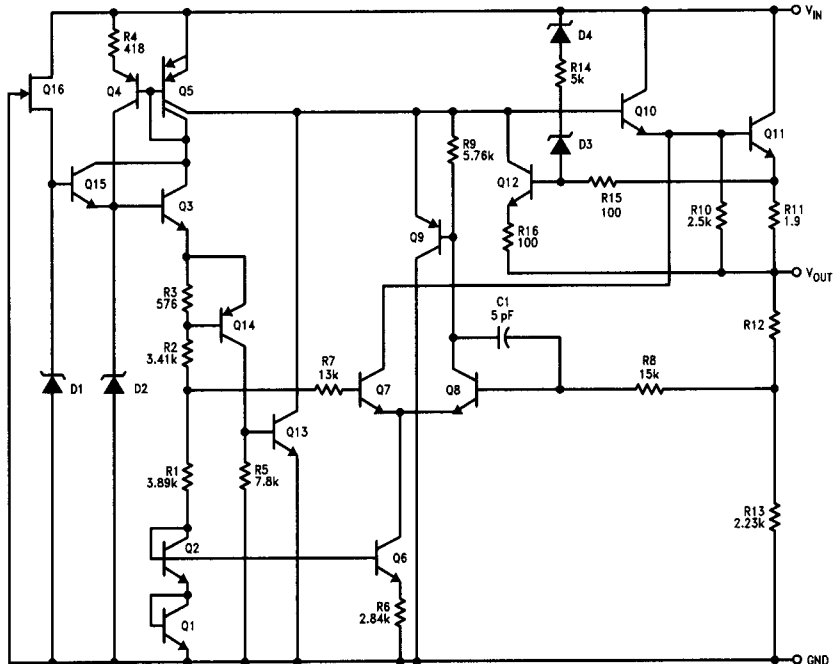 VIN
R4
418
D4
R14
5k
Q16
Q4
Q5
Q10
Q11
R9
5.76k
D3
Q15
Q12
Q3
R15
100
R10
2.5k
R11
1.9
Q9
R16
100
VOUT
R3
576
Q14
C1
5 pF
R12
R2
3.41k
R7
13k
R8
15k
D1
D2
Q7
Q8
Q13
R1
3.89k
R5
7.8k
R13
2.23k
Q2
Q6
R6
2.84k
Q1
GND